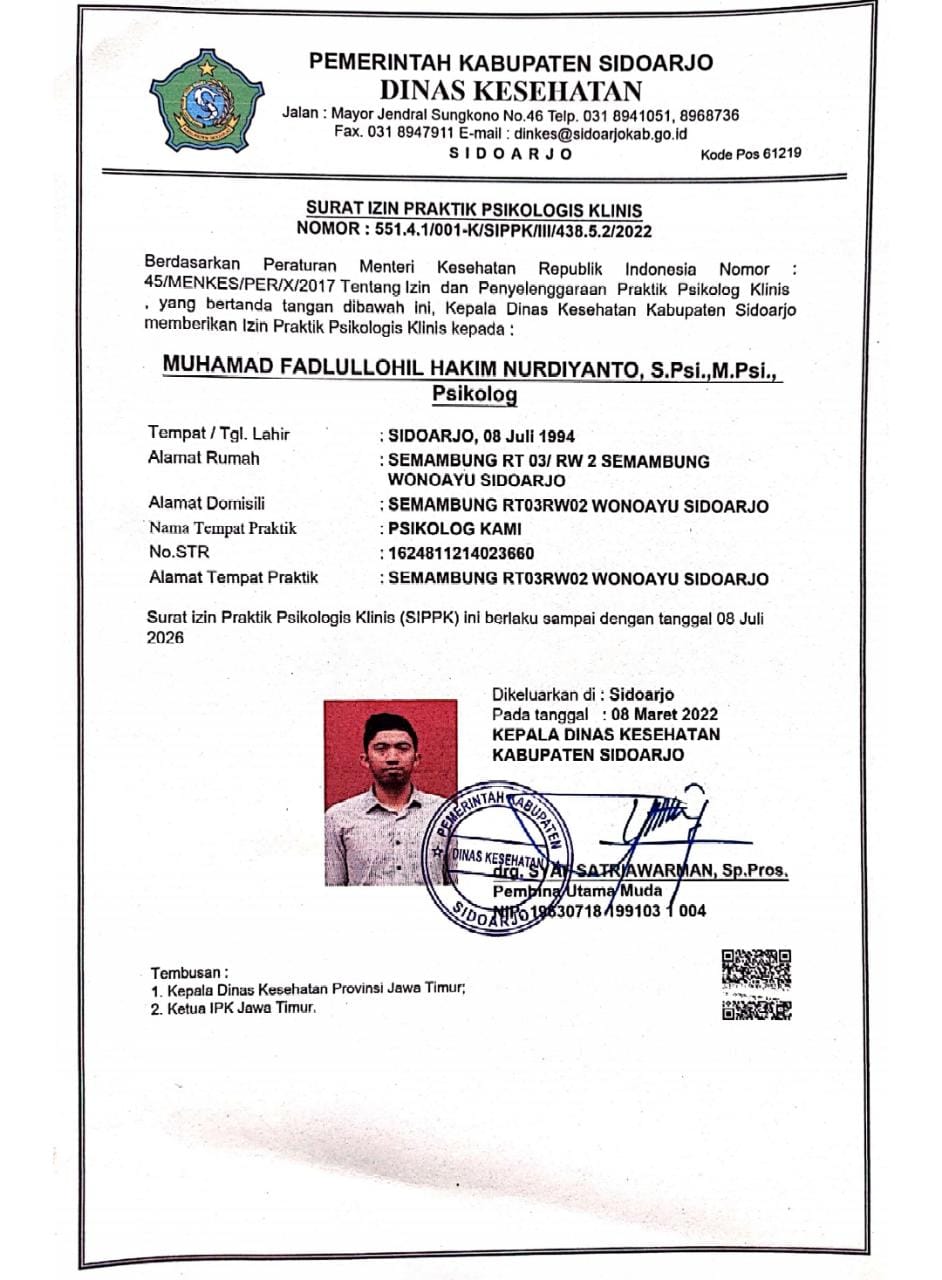 PEMERINTAH KABUPATEN SIDOARJO
DINAS KESEHATAN
Jalan : Mayor Jendral Sungkono No.46 Telp. 031 8941051, 8968736
Fax. 031 8947911 E-mail : dinkes@sidoarjokab.go.id
SIDOARJO
Kode Pos 61219
SURAT IZIN PRAKTIK PSIKOLOGIS KLINIS
NOMOR : 551.4.1/001-K/SIPPK/III/438.5.2/2022
Berdasarkan Peraturan Menteri Kesehatan Republik Indonesia Nomor :
45/MENKES/PER/X/2017 Tentang Izin dan Penyelenggaraan Praktik Psikolog Klinis
, yang bertanda tangan dibawah ini, Kepala Dinas Kesehatan Kabupaten Sidoarjo
memberikan Izin Praktik Psikologis Klinis kepada :
MUHAMAD FADLULLOHIL HAKIM NURDIYANTO, S.Psi.,M.Psi.,
Psikolog
Tempat / Tgl. Lahir : SIDOARJO, 08 Juli 1994
Alamat Rumah : SEMAMBUNG RT 03/ RW 2 SEMAMBUNG
WONOAYU SIDOARJO
Alamat Domisili : SEMAMBUNG RT03RW02 WONOAYU SIDOARJO
Nama Tempat Praktik : PSIKOLOG KAMI
No.STR : 1624811214023660
Alamat Tempat Praktik : SEMAMBUNG RT03RW02 WONOAYU SIDOARJO
Surat izin Praktik Psikologis Klinis (SIPPK) ini berlaku sampai dengan tanggal 08 Juli
2026
Dikeluarkan di : Sidoarjo
Pada tanggal : 08 Maret 2022
KEPALA DINAS KESEHATAN
KABUPATEN SIDOARJO
PEMERINTAH KABUPATEN
DINAS KESEHATAN
SIDOARJO
drg. SYAF SATRIAWARMAN, Sp.Pros.
Pembina Utama Muda
NIP. 19630718 199103 1 004
Tembusan :
1. Kepala Dinas Kesehatan Provinsi Jawa Timur;
2. Ketua IPK Jawa Timur.